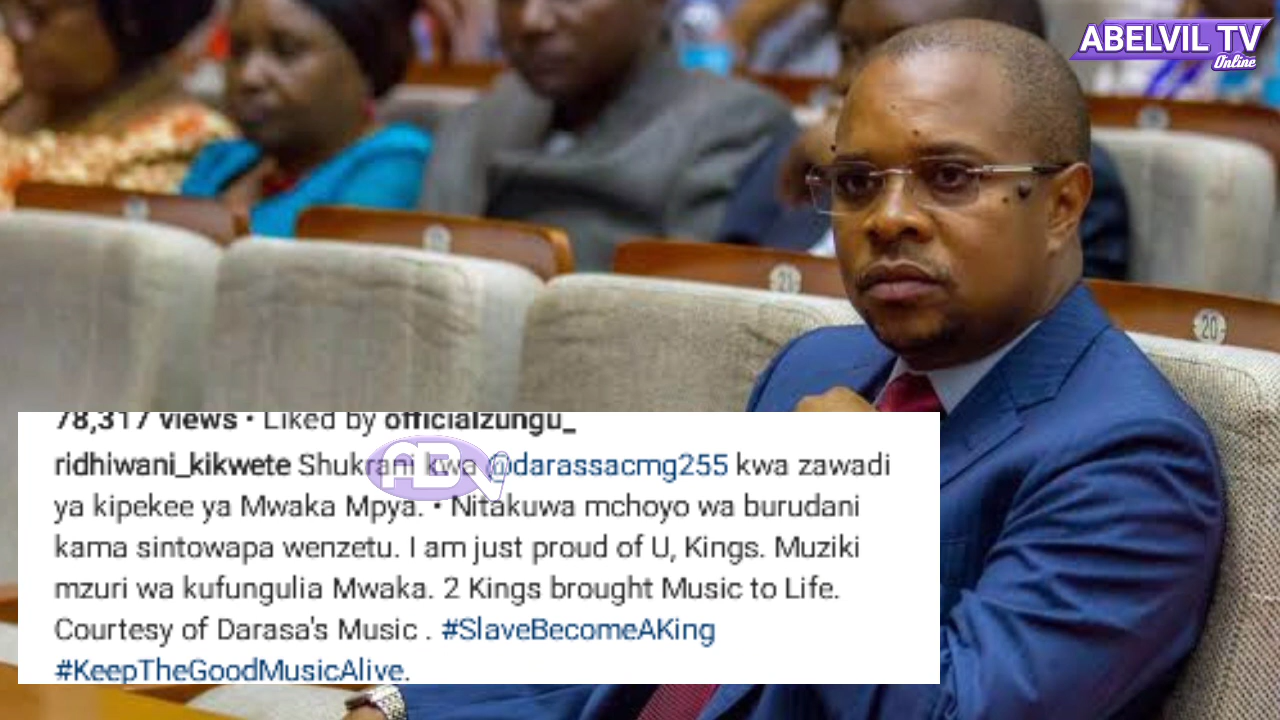 ABELVIL TV
Online
21
20
78,317 views • Liked by officialzungu_
ridhiwani_kikwete Shukrani kwa @darassacmg255 kwa zawadi
ya kipekee ya Mwaka Mpya. • Nitakuwa mchoyo wa burudani
kama sintowapa wenzetu. I am just proud of U, Kings. Muziki
mzuri wa kufungulia Mwaka. 2 Kings brought Music to Life.
Courtesy of Darasa's Music . #SlaveBecomeAKing
#KeepTheGoodMusicAlive.